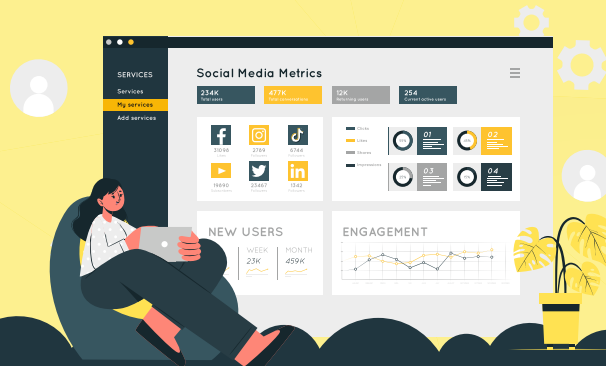 SERVICES
Services
My services
Add services
Social Media Metrics
234K
Total users
477K
12K
Returning users
254
Current active users
31098
2789
6744
19890
23467
1342
Clicks
Likes
Shares
Impressions
01
02
03
04
NEW USERS
WEEK
23K
MONTH
459K
ENGAGEMENT